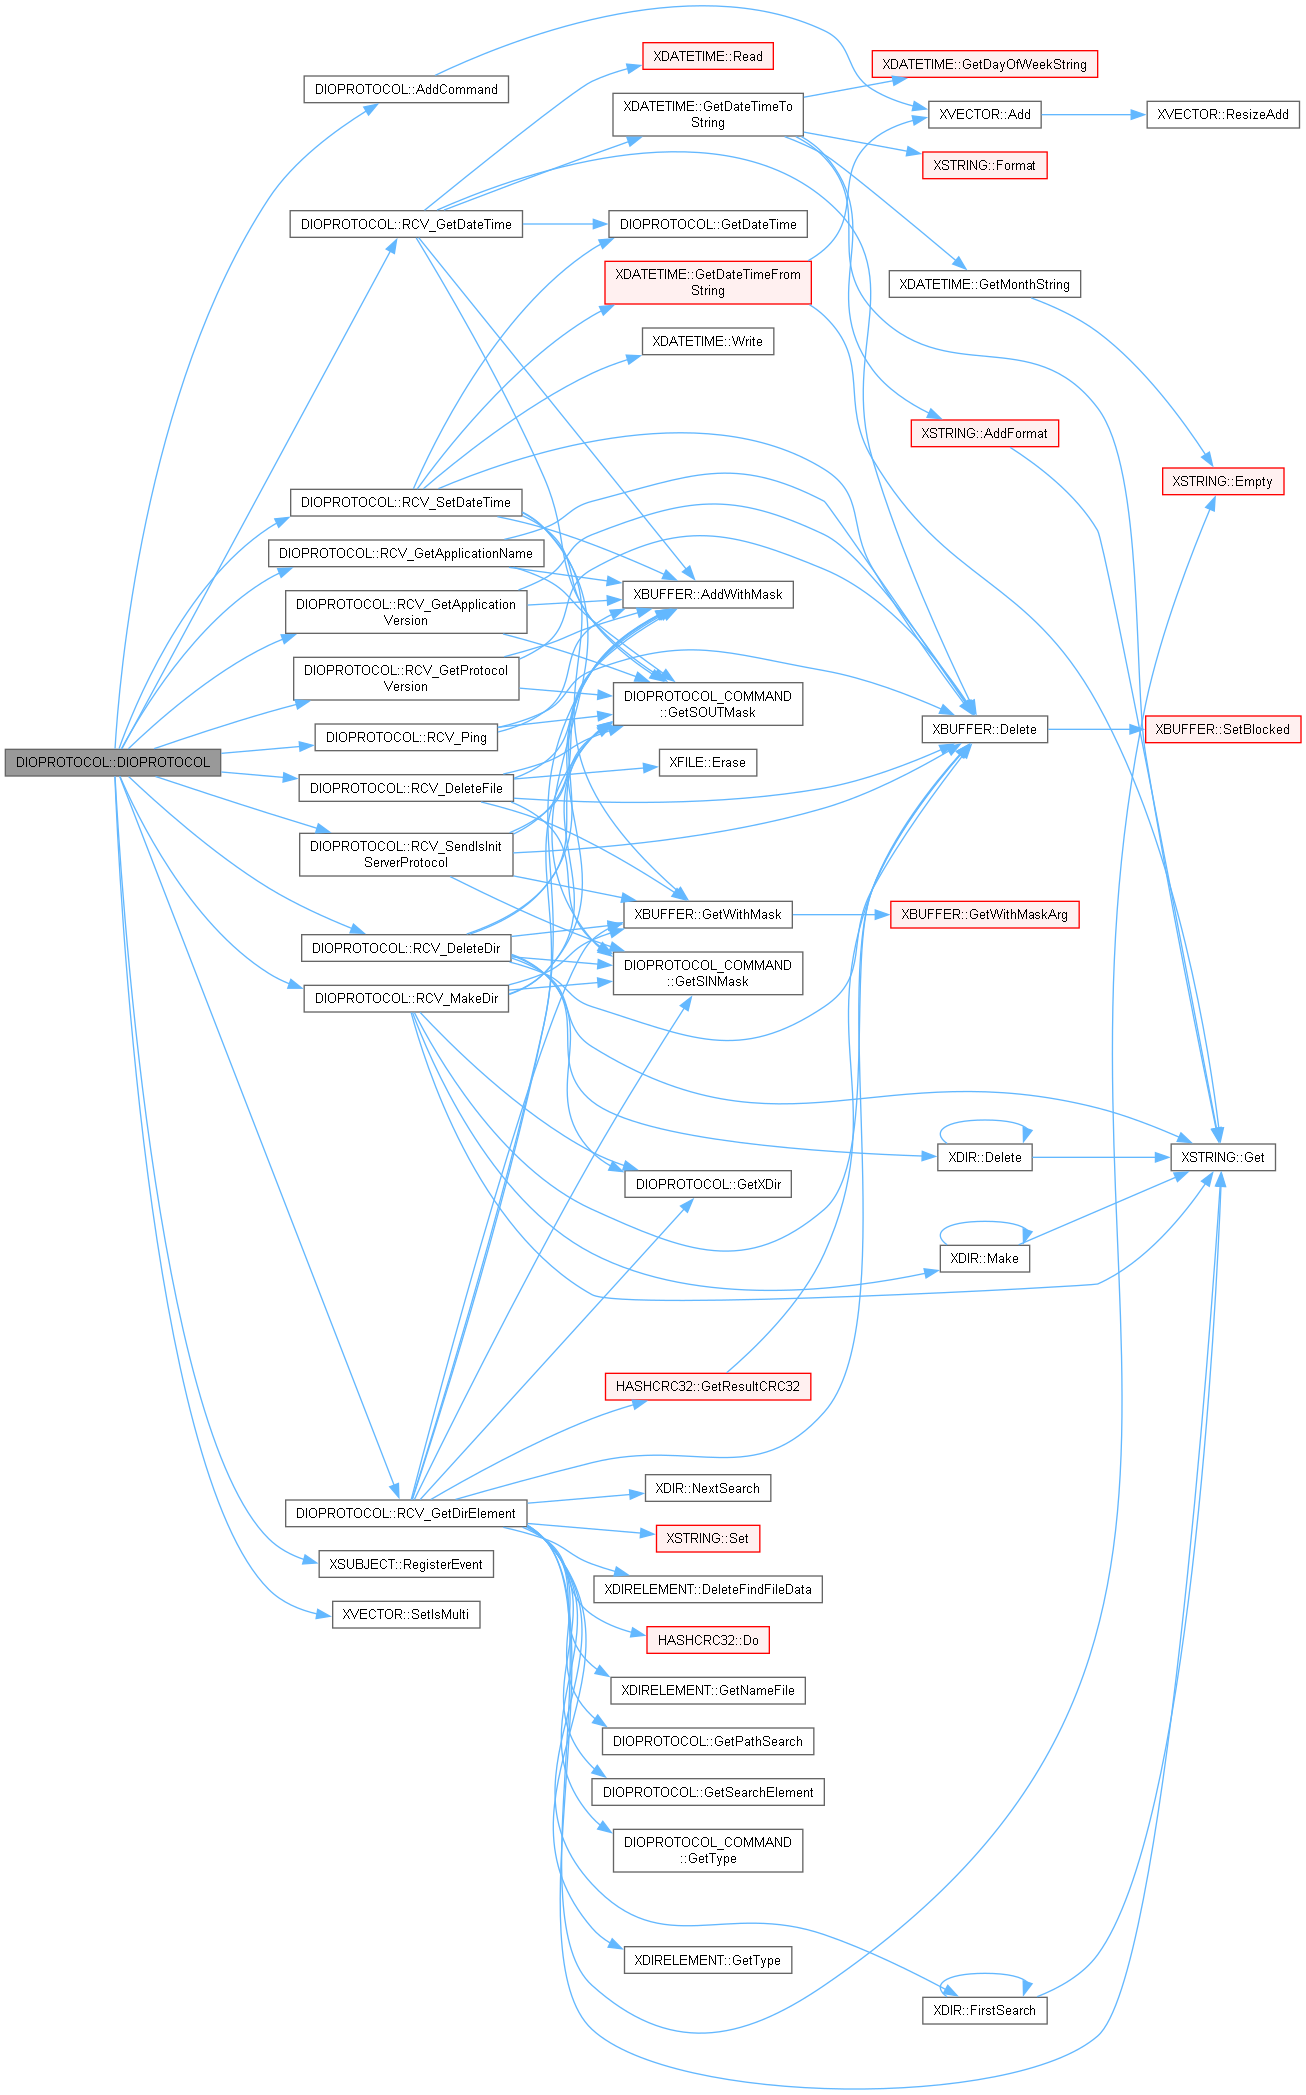 DIOPROTOCOL::DIOPROTOCOL
DIOPROTOCOL::AddCommand
DIOPROTOCOL::RCV_GetDateTime
DIOPROTOCOL::RCV_SetDateTime
DIOPROTOCOL::RCV_GetApplicationName
DIOPROTOCOL::RCV_GetApplication
Version
DIOPROTOCOL::RCV_GetProtocol
Version
DIOPROTOCOL::RCV_Ping
DIOPROTOCOL::RCV_DeleteFile
DIOPROTOCOL::RCV_SendIsInit
ServerProtocol
DIOPROTOCOL::RCV_DeleteDir
DIOPROTOCOL::RCV_MakeDir
DIOPROTOCOL::RCV_GetDirElement
XSUBJECT::RegisterEvent
XVECTOR::SetIsMulti
XDATETIME::Read
XDATETIME::GetDateTimeTo
String
DIOPROTOCOL::GetDateTime
XDATETIME::GetDateTimeFrom
String
XDATETIME::Write
XBUFFER::AddWithMask
DIOPROTOCOL_COMMAND
::GetSOUTMask
XFILE::Erase
XBUFFER::GetWithMask
DIOPROTOCOL_COMMAND
::GetSINMask
DIOPROTOCOL::GetXDir
HASHCRC32::GetResultCRC32
XDIR::NextSearch
XSTRING::Set
XDIRELEMENT::DeleteFindFileData
HASHCRC32::Do
XDIRELEMENT::GetNameFile
DIOPROTOCOL::GetPathSearch
DIOPROTOCOL::GetSearchElement
DIOPROTOCOL_COMMAND
::GetType
XDIRELEMENT::GetType
XDATETIME::GetDayOfWeekString
XVECTOR::Add
XSTRING::Format
XDATETIME::GetMonthString
XSTRING::AddFormat
XBUFFER::Delete
XBUFFER::GetWithMaskArg
XDIR::Delete
XDIR::Make
XDIR::FirstSearch
XVECTOR::ResizeAdd
XSTRING::Empty
XBUFFER::SetBlocked
XSTRING::Get